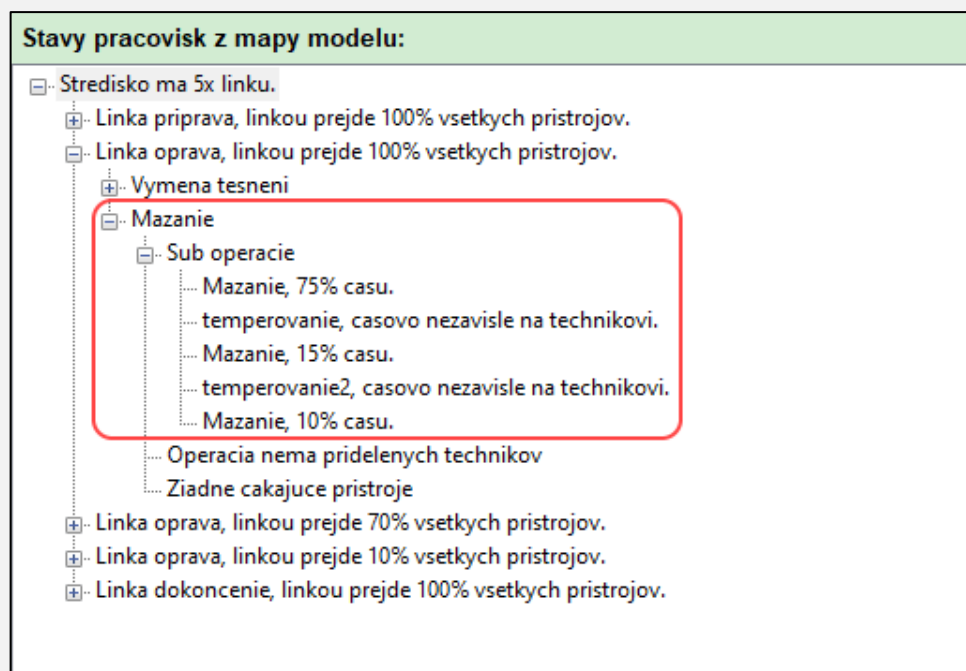 Stavy pracovisk z mapy modelu:
Stredisko ma 5x linku.
Linka priprava, linkou prejde 100% vsetkych pristrojov.
Linka oprava, linkou prejde 100% vsetkych pristrojov.
Vymena tesneni
Mazanie
Sub operacie
Mazanie, 75% casu.
temperovanie, casovo nezavisle na technikovi.
Mazanie, 15% casu.
temperovanie2, casovo nezavisle na technikovi.
Mazanie, 10% casu.
Operacia nema pridelenych technikov
Ziadne cakajuce pristroje
Linka oprava, linkou prejde 70% vsetkych pristrojov.
Linka oprava, linkou prejde 10% vsetkych pristrojov.
Linka dokoncenie, linkou prejde 100% vsetkych pristrojov.